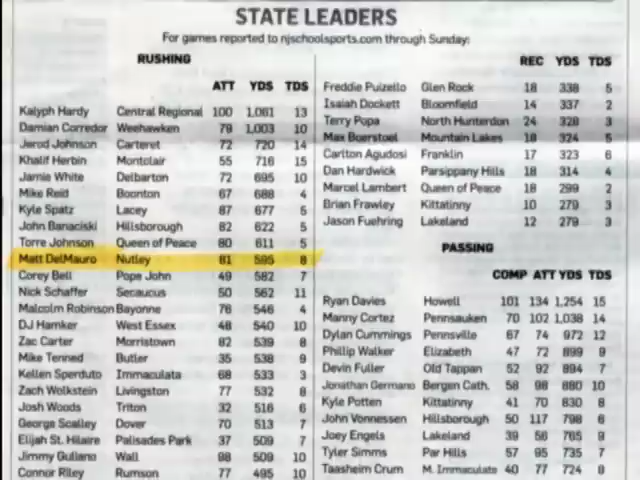 STATE LEADERS
For games reported to njschoolsports.com through Sunday:
RUSHING
ATT YDS TDS
Kalyph Hardy Central Regional 100 1,061 13
Damian Corredor Weehawken 79 1,003 10
Jerod Johnson Carteret 72 720 14
Khalif Herbin Montclair 55 716 15
Jamie White Delbarton 72 695 10
Mike Reid Boonton 67 688 4
Kyle Spatz Lacey 87 677 5
John Banaciski Hillsborough 82 622 5
Torre Johnson Queen of Peace 80 611 5
Matt DelMauro Nutley 81 595 8
Corey Bell Pope John 49 582 7
Nick Schaffer Secaucus 50 562 11
Malcolm Robinson Bayonne 76 546 4
DJ Hamker West Essex 48 540 10
Zac Carter Morristown 82 539 8
Mike Tenned Butler 35 538 9
Kellen Sperduto Immaculata 68 533 3
Zach Wolkstein Livingston 77 532 8
Josh Woods Triton 32 516 6
George Scalley Dover 70 513 7
Elijah St. Hilaire Palisades Park 37 509 7
Jimmy Guliano Wall 98 509 10
Connor Riley Rumson 77 495 10
REC YDS TDS
Freddie Puizello Glen Rock 18 338 5
Isaiah Dockett Bloomfield 14 337 2
Terry Popa North Hunterdon 24 328 3
Max Boerstoel Mountain Lakes 18 324 5
Carlton Agudosi Franklin 17 323 6
Dan Hardwick Parsippany Hills 18 314 4
Marcel Lambert Queen of Peace 18 299 2
Brian Frawley Kittatinny 10 279 3
Jason Fuehring Lakeland 12 279 3
PASSING
COMP ATT YDS TDS
Ryan Davies Howell 101 134 1,254 15
Manny Cortez Pennsauken 70 102 1,038 14
Dylan Cummings Pennsville 67 74 972 12
Phillip Walker Elizabeth 47 72 899 9
Devin Fuller Old Tappan 52 92 894 7
Jonathan Germano Bergen Cath. 58 98 880 10
Kyle Potten Kittatinny 41 70 830 8
John Vonnessen Hillsborough 50 117 798 6
Joey Engels Lakeland 39 56 765 9
Tyler Simms Par Hills 57 95 735 7
Taasheim Crum M. Immaculate 40 77 724 8